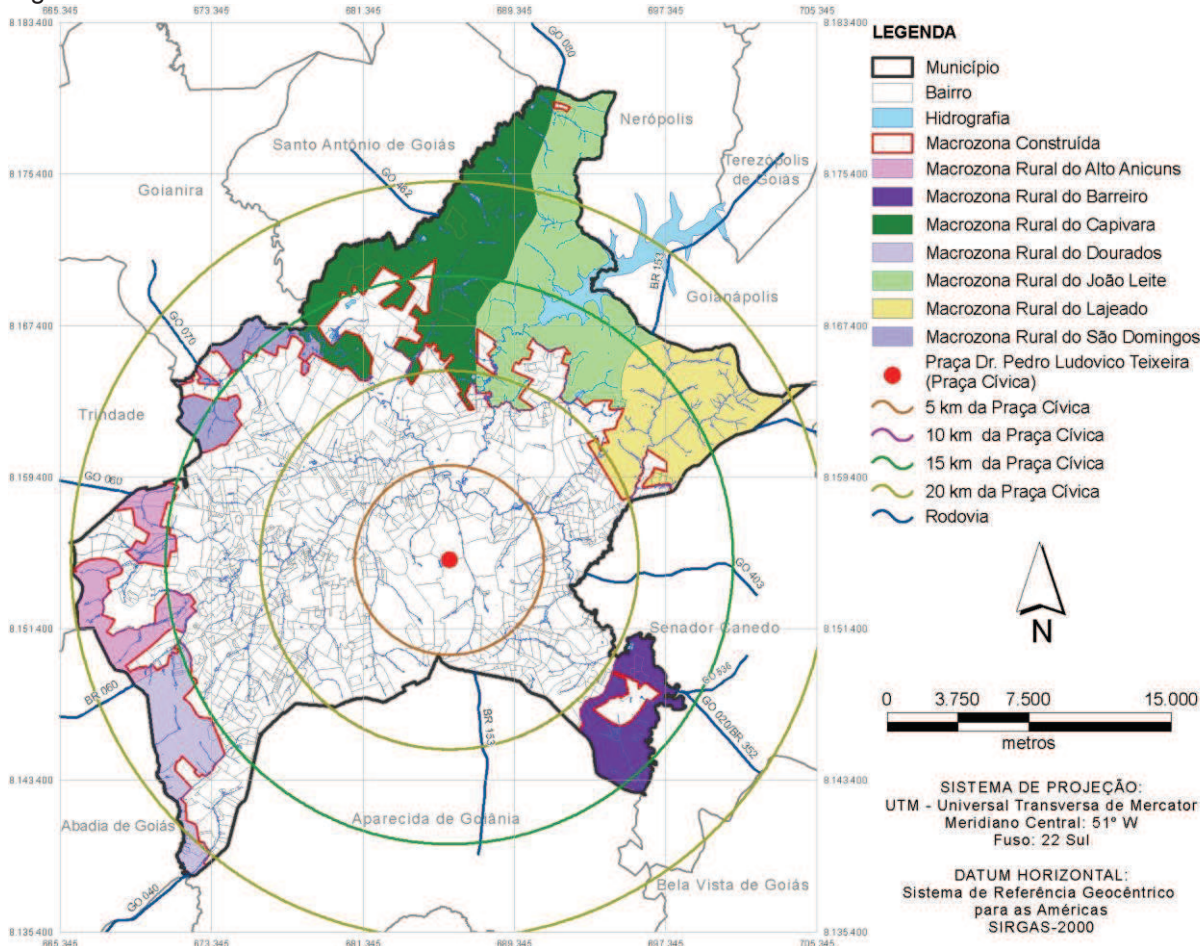 665.345 673.345 681.345 689.345 697.345 705.345
8.183.400 8.183.400
GO 080
Nerópolis
Santo Antônio de Goiás
Terezópolis
de Goiás
8.175.400 8.175.400
Goianira
GO 462
BR 153
Goianápolis
GO 070
8.167.400 8.167.400
Trindade
GO 060
8.159.400 8.159.400
GO 403
8.151.400 8.151.400
Senador Canedo
BR 060
GO 536
GO 020/BR 352
BR 153
8.143.400 8.143.400
Abadia de Goiás
Aparecida de Goiânia
GO 040
Bela Vista de Goiás
8.135.400 8.135.400
665.345 673.345 681.345 689.345 697.345 705.345
LEGENDA
Município
Bairro
Hidrografia
Macrozona Construída
Macrozona Rural do Alto Anicuns
Macrozona Rural do Barreiro
Macrozona Rural do Capivara
Macrozona Rural do Dourados
Macrozona Rural do João Leite
Macrozona Rural do Lajeado
Macrozona Rural do São Domingos
Praça Dr. Pedro Ludovico Teixeira
(Praça Cívica)
5 km da Praça Cívica
10 km da Praça Cívica
15 km da Praça Cívica
20 km da Praça Cívica
Rodovia
N
0 3.750 7.500 15.000
metros
SISTEMA DE PROJEÇÃO:
UTM - Universal Transversa de Mercator
Meridiano Central: 51º W
Fuso: 22 Sul
DATUM HORIZONTAL:
Sistema de Referência Geocêntrico
para as Américas
SIRGAS-2000